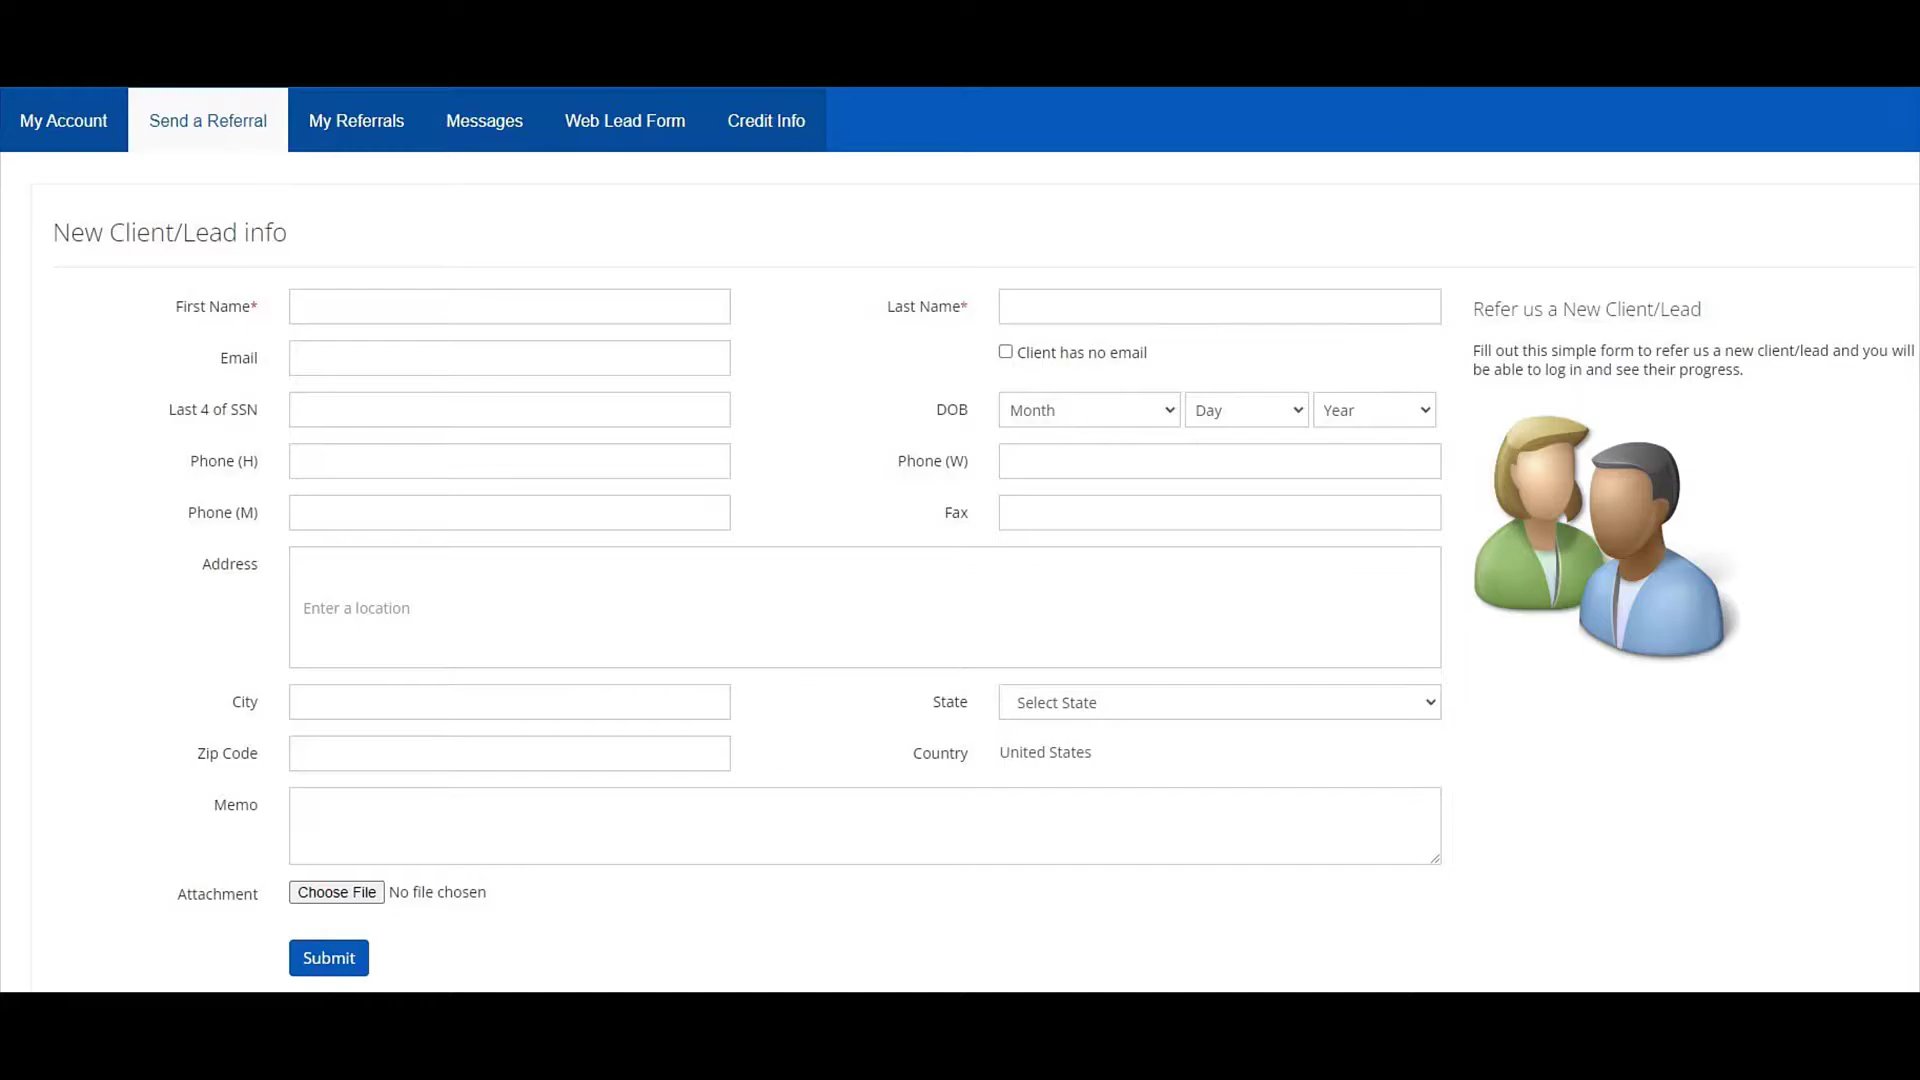 My Account Send a Referral My Referrals Messages Web Lead Form Credit Info
New Client/Lead info
First Name*
Last Name*
Email
Client has no email
Last 4 of SSN
DOB Month Day Year
Phone (H)
Phone (W)
Phone (M)
Fax
Address
Enter a location
City
State Select State
Zip Code
Country United States
Memo
Attachment Choose File No file chosen
Submit
Refer us a New Client/Lead
Fill out this simple form to refer us a new client/lead and you will
be able to log in and see their progress.